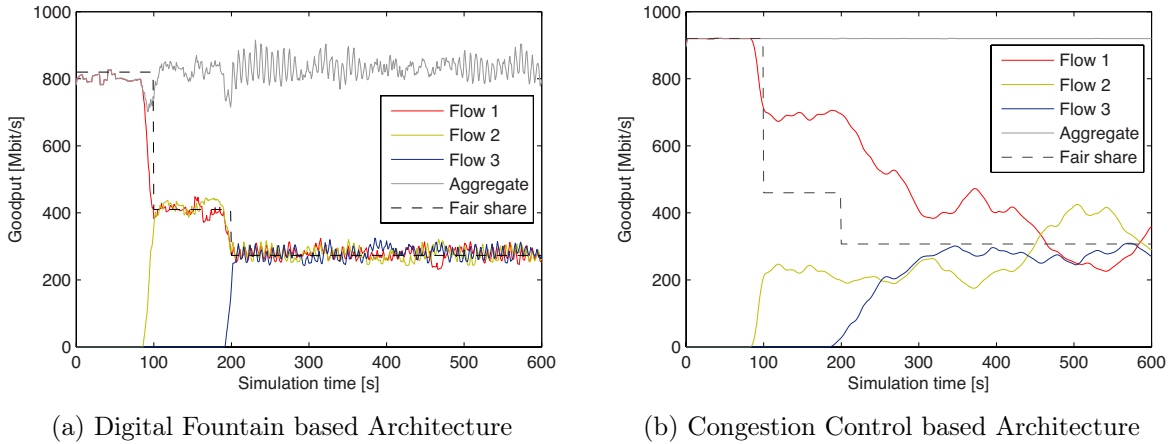 1000
800
600
400
200
0
Goodput [Mbit/s]
Flow 1
Flow 2
Flow 3
Aggregate
Fair share
0 100 200 300 400 500 600
Simulation time [s]
(a) Digital Fountain based Architecture
1000
800
600
400
200
0
Goodput [Mbit/s]
Flow 1
Flow 2
Flow 3
Aggregate
Fair share
100 200 300 400 500 600
Simulation time [s]
(b) Congestion Control based Architecture